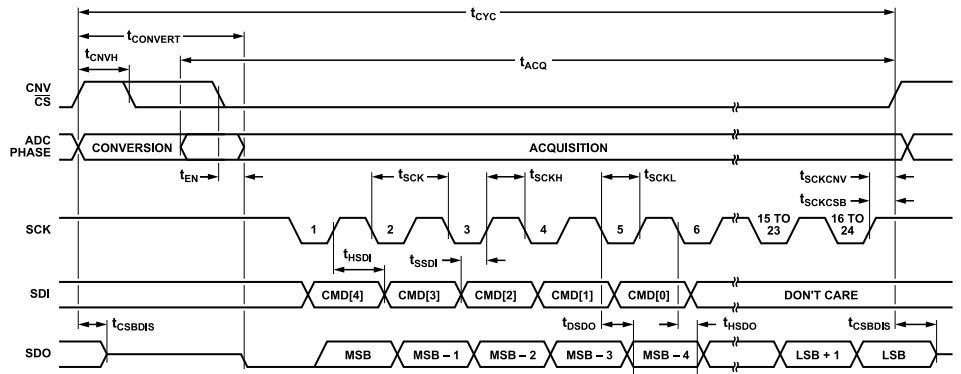 tCYC
tCONVERT
tCNVH
tACQ
CNV
CS
ADC
PHASE
CONVERSION
ACQUISITION
tEN
tSCK
tSCKH
tSCKL
tSCKCNV
tSCKCSB
SCK
1
2
3
4
5
6
15 TO
23
16 TO
24
tHSDI
tSSDI
SDI
CMD[4]
CMD[3]
CMD[2]
CMD[1]
CMD[0]
DON'T CARE
tCSBDIS
tDSDO
tHSDO
tCSBDIS
SDO
MSB
MSB – 1
MSB – 2
MSB – 3
MSB – 4
LSB + 1
LSB